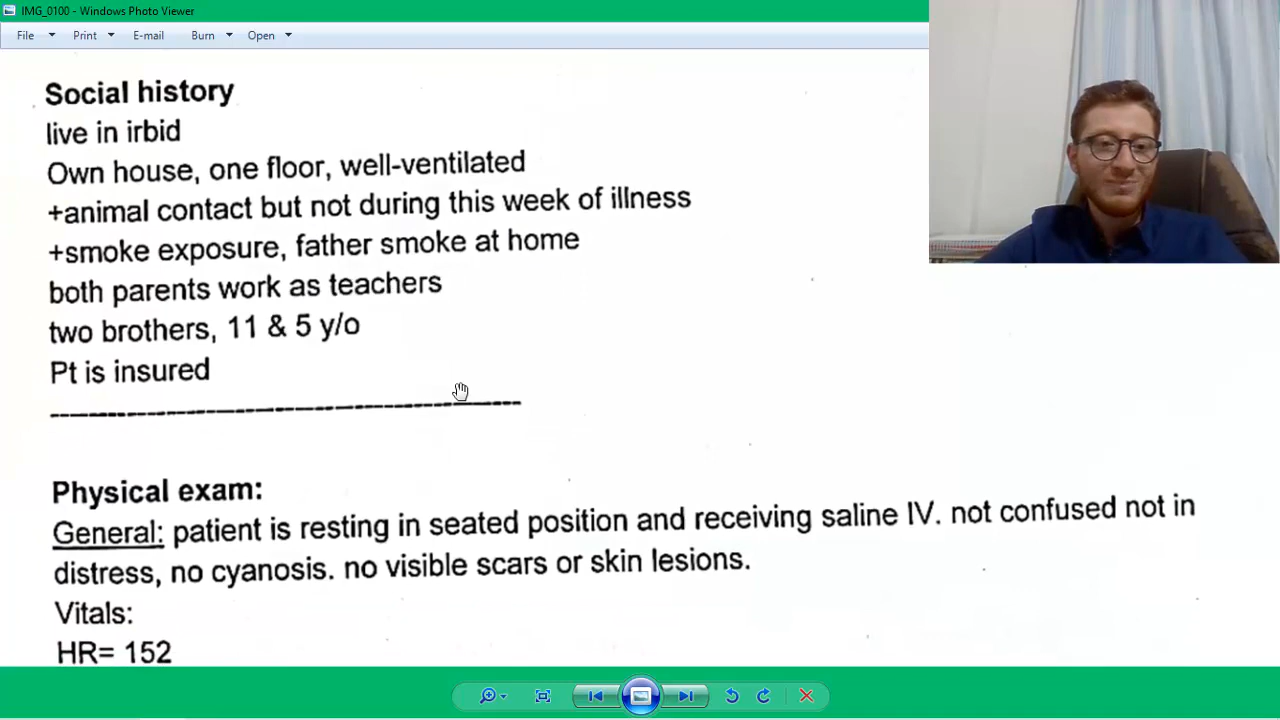 IMG_0100 - Windows Photo Viewer
File Print E-mail Burn Open
Social history
live in irbid
Own house, one floor, well-ventilated
+animal contact but not during this week of illness
+smoke exposure, father smoke at home
both parents work as teachers
two brothers, 11 & 5 y/o
Pt is insured
Physical exam:
General: patient is resting in seated position and receiving saline IV. not confused not in
distress, no cyanosis. no visible scars or skin lesions.
Vitals:
HR= 152